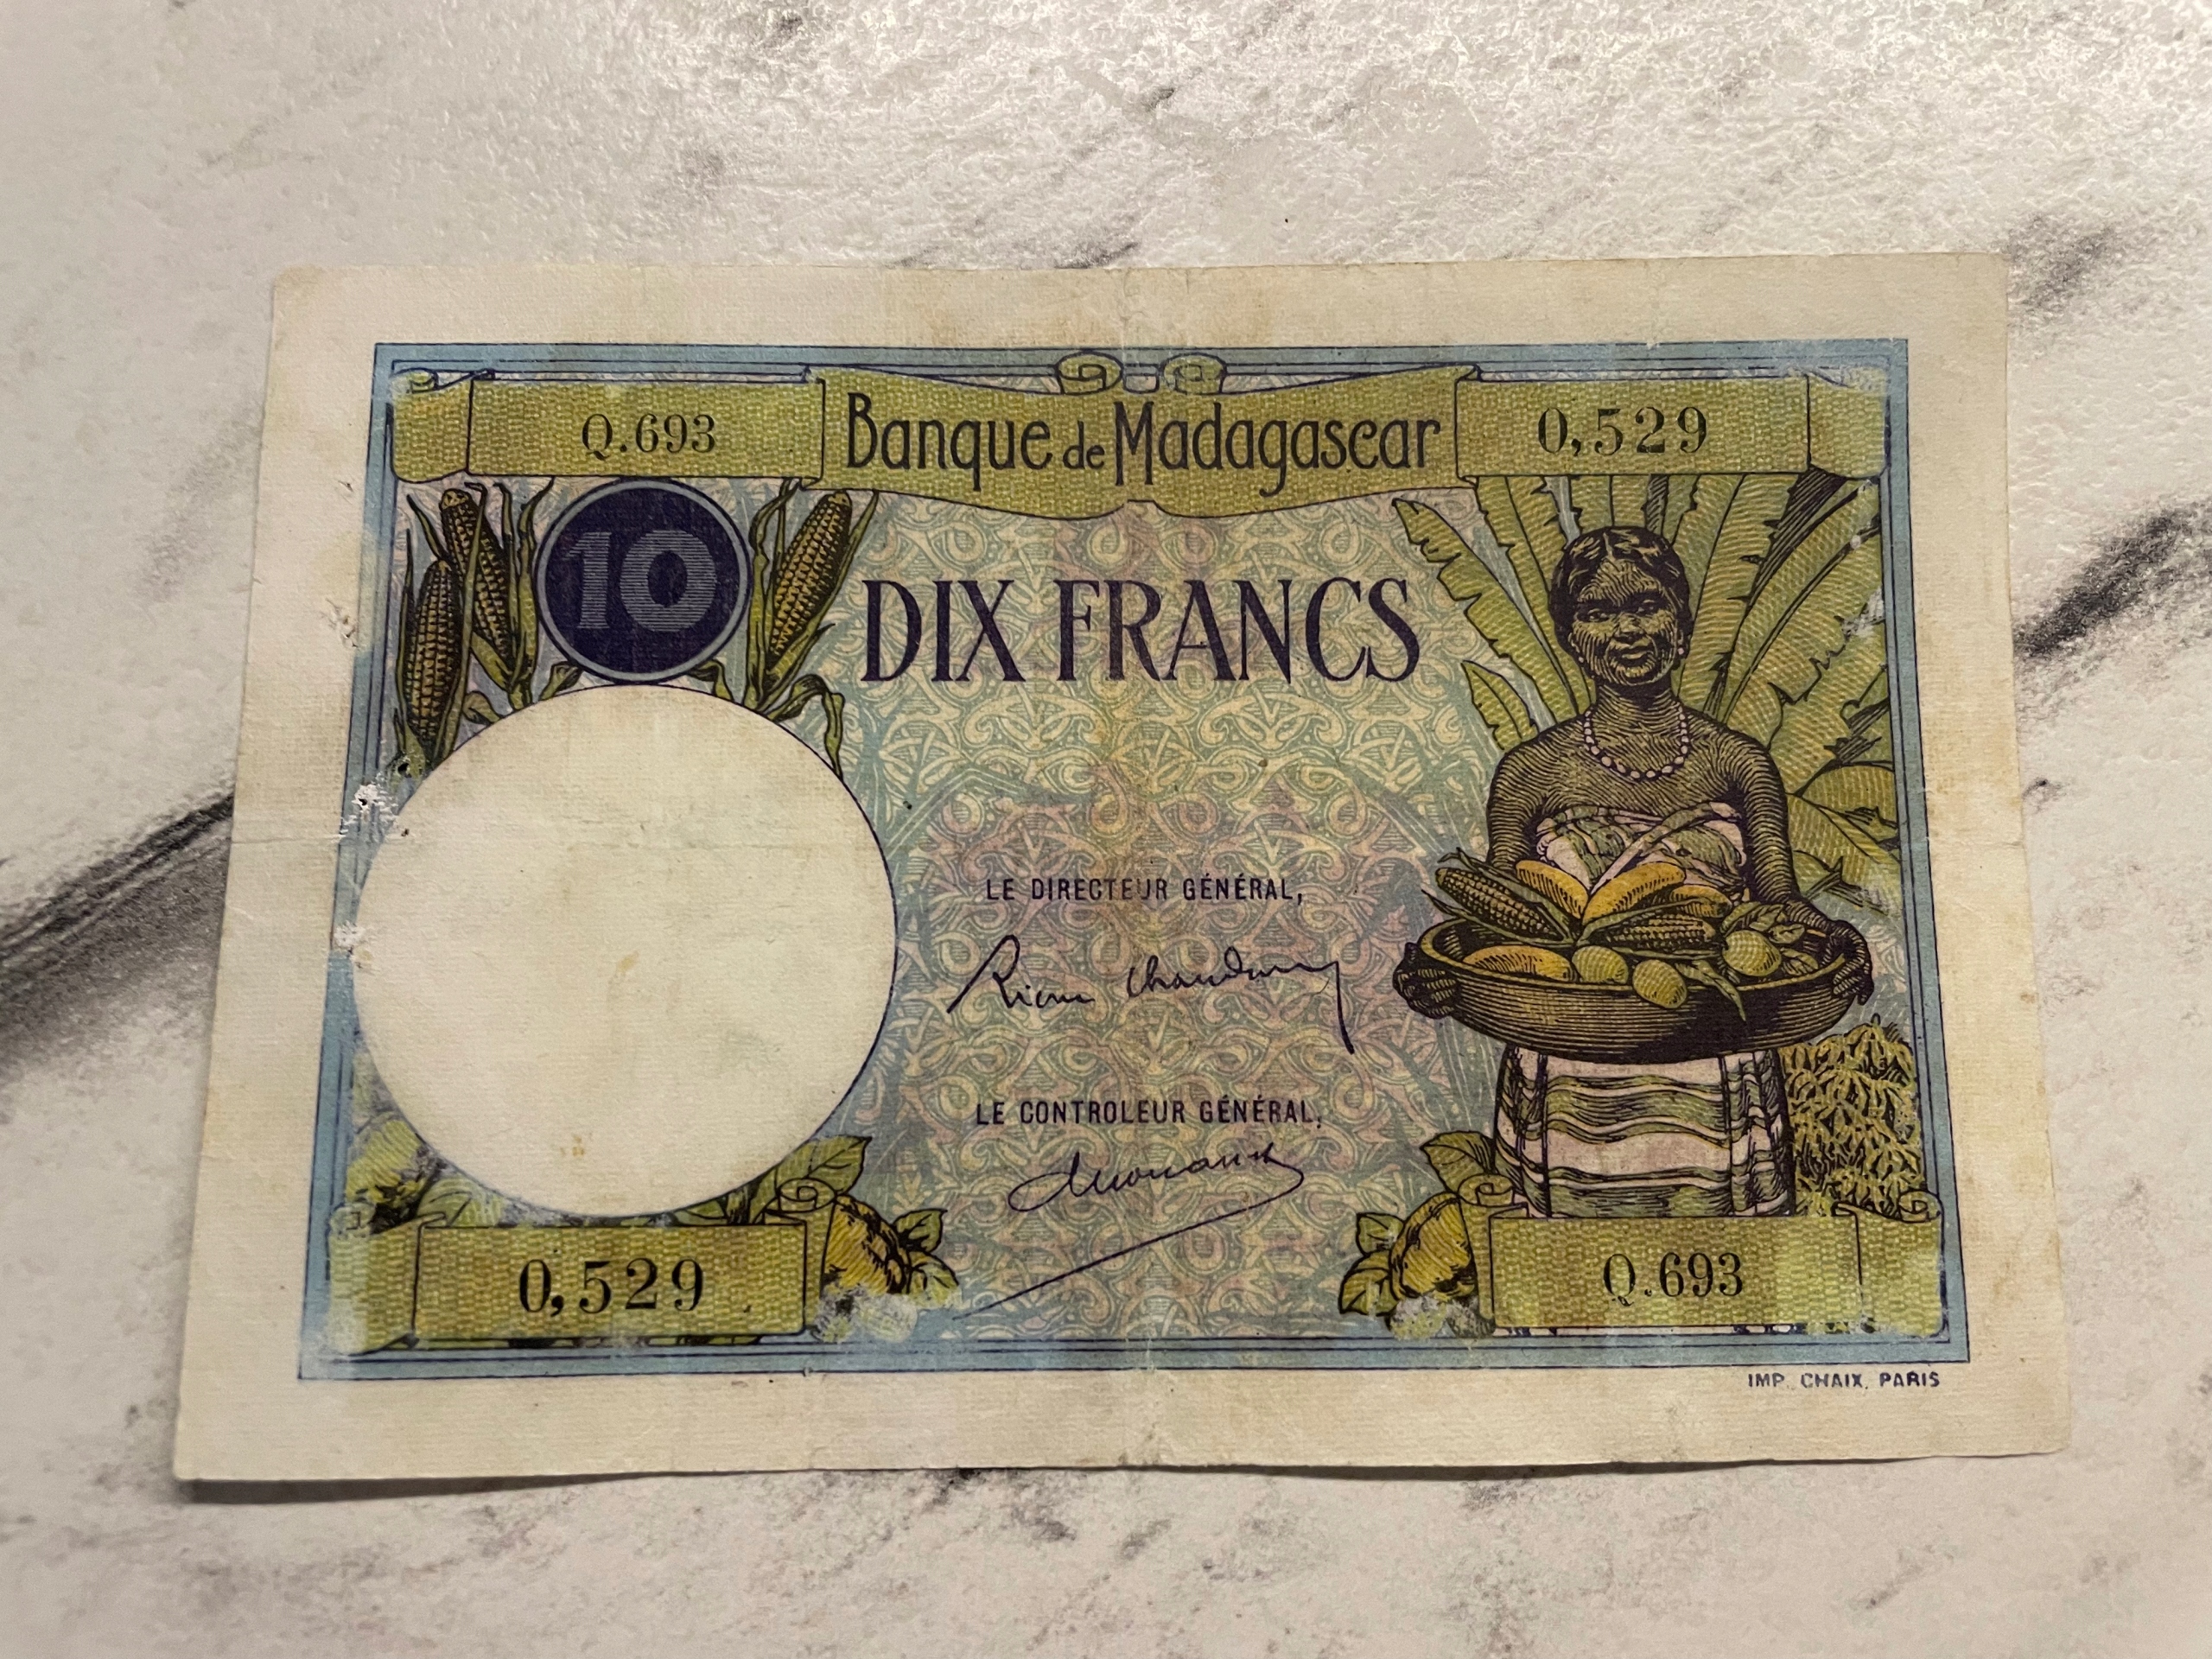 Q.693
Banque de Madagascar
0,529
10
DIX FRANCS
LE DIRECTEUR GÉNÉRAL,
LE CONTROLEUR GÉNÉRAL,
0,529
Q.693
IMP. CHAIX. PARIS